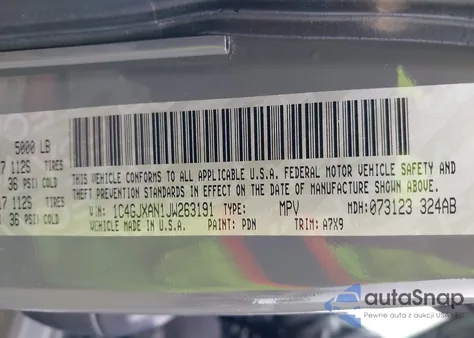 5000 LB
17 112S TIRES
36 PSI COLD
17 112S TIRES
36 PSI COLD
THIS VEHICLE CONFORMS TO ALL APPLICABLE U.S.A. FEDERAL MOTOR VEHICLE SAFETY AND
THEFT PREVENTION STANDARDS IN EFFECT ON THE DATE OF MANUFACTURE SHOWN ABOVE.
VIN: 1C4GJXAN1JW263191 TYPE: MPV MDH: 073123 324AB
VEHICLE MADE IN U.S.A. PAINT: PDN TRIM: A7X9
autoSnap
Pewne auta z aukcji USA